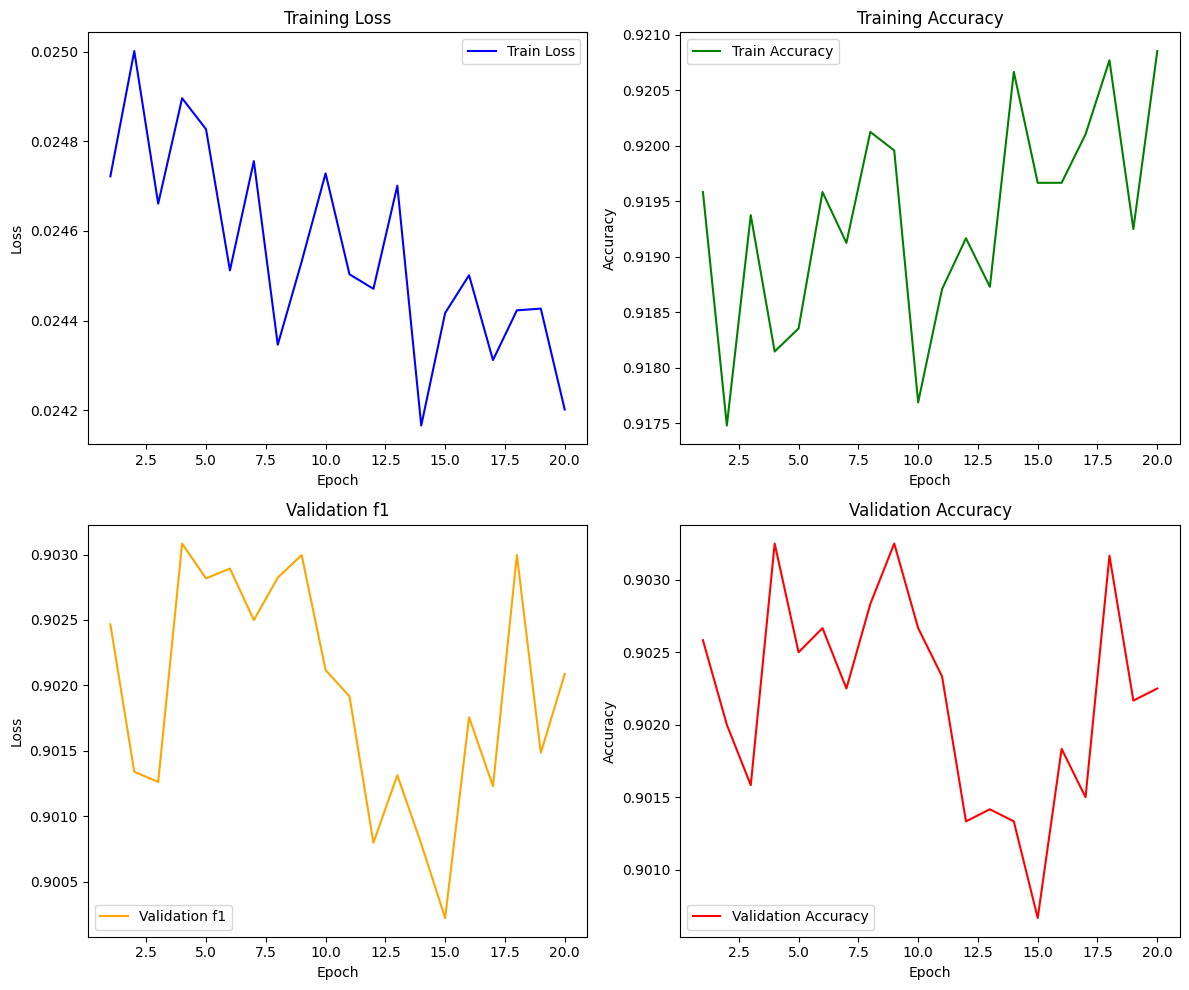 Training Loss
0.0250
0.0248
0.0246
0.0244
0.0242
Loss
Train Loss
2.5 5.0 7.5 10.0 12.5 15.0 17.5 20.0
Epoch
Training Accuracy
0.9210
0.9205
0.9200
0.9195
0.9190
0.9185
0.9180
0.9175
Accuracy
Train Accuracy
2.5 5.0 7.5 10.0 12.5 15.0 17.5 20.0
Epoch
Validation f1
0.9030
0.9025
0.9020
0.9015
0.9010
0.9005
Loss
Validation f1
2.5 5.0 7.5 10.0 12.5 15.0 17.5 20.0
Epoch
Validation Accuracy
0.9030
0.9025
0.9020
0.9015
0.9010
Accuracy
Validation Accuracy
2.5 5.0 7.5 10.0 12.5 15.0 17.5 20.0
Epoch